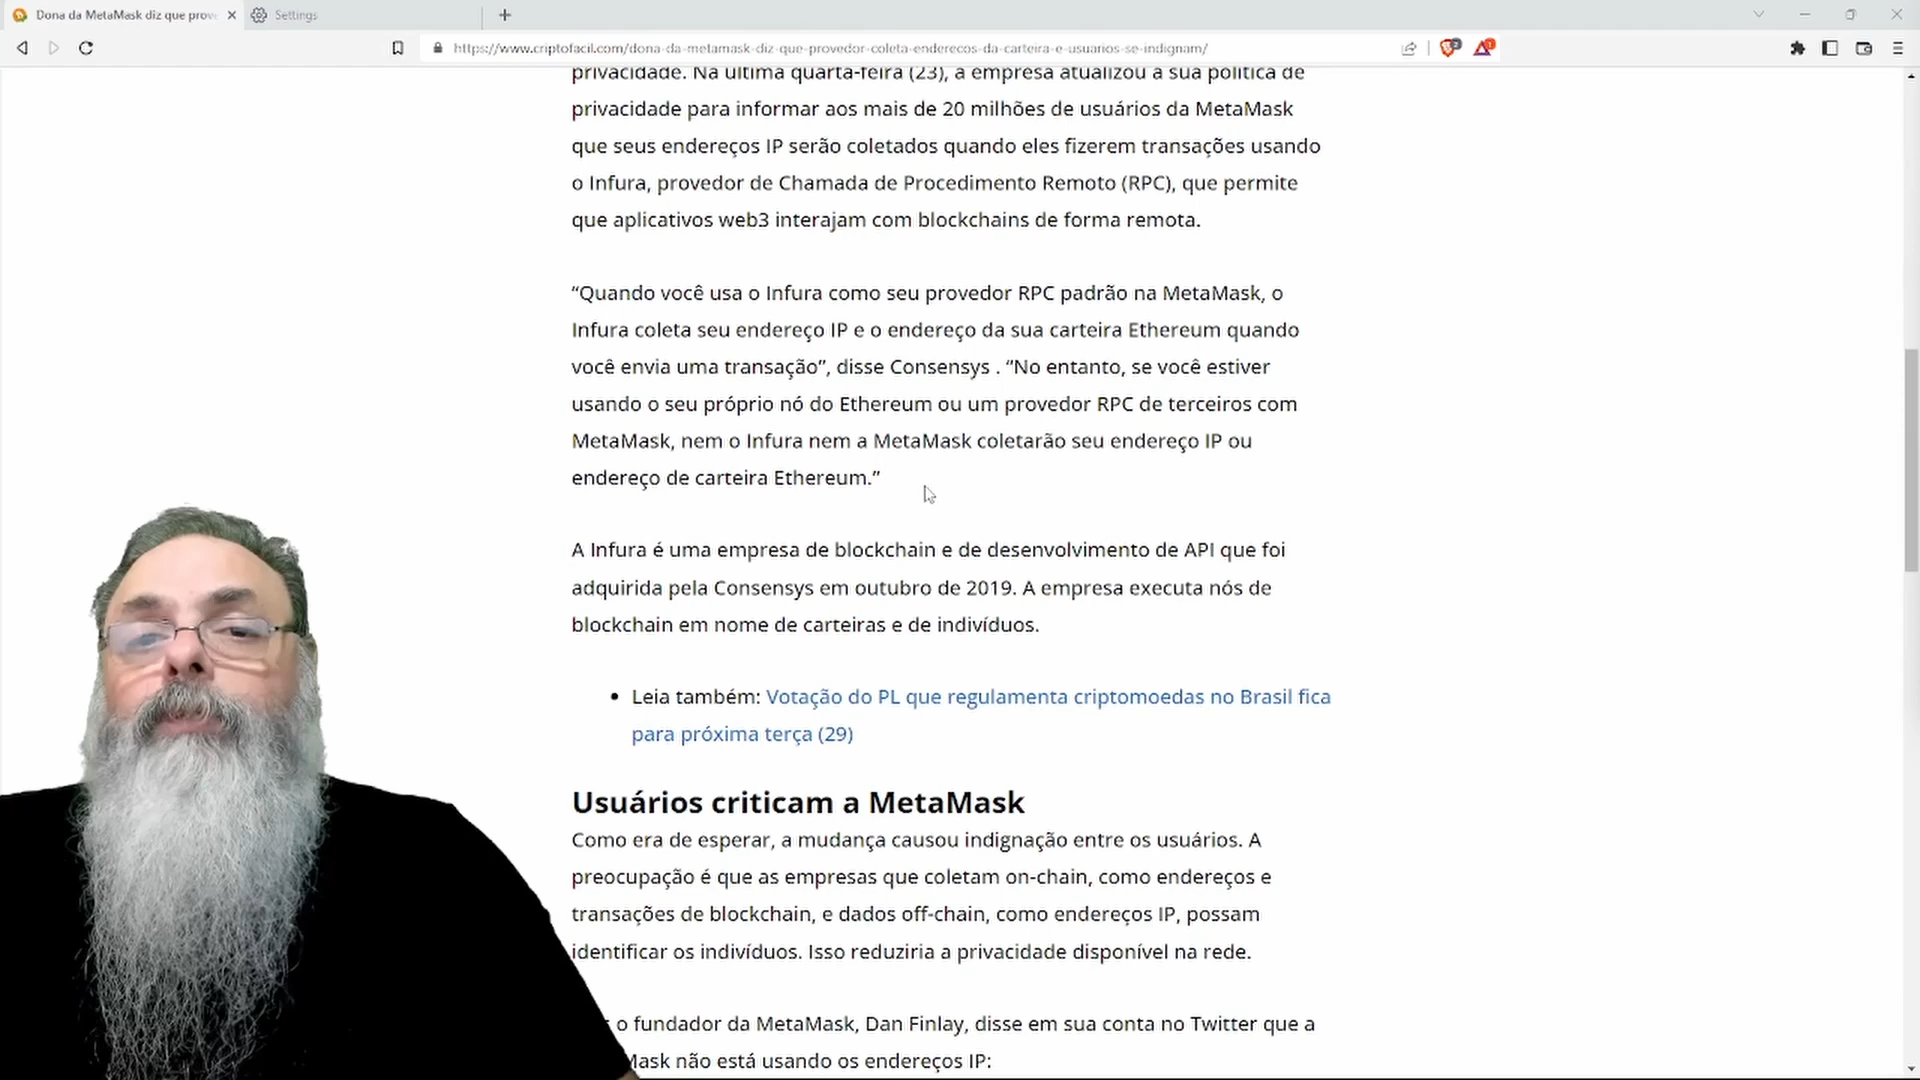 Dona da MetaMask diz que prove
Settings
https://www.criptofacil.com/dona-da-metamask-diz-que-provedor-coleta-enderecos-da-carteira-e-usuarios-se-indignam/
privacidade. Na última quarta-feira (23), a empresa atualizou a sua política de
privacidade para informar aos mais de 20 milhões de usuários da MetaMask
que seus endereços IP serão coletados quando eles fizerem transações usando
o Infura, provedor de Chamada de Procedimento Remoto (RPC), que permite
que aplicativos web3 interajam com blockchains de forma remota.
“Quando você usa o Infura como seu provedor RPC padrão na MetaMask, o
Infura coleta seu endereço IP e o endereço da sua carteira Ethereum quando
você envia uma transação”, disse Consensys . “No entanto, se você estiver
usando o seu próprio nó do Ethereum ou um provedor RPC de terceiros com
MetaMask, nem o Infura nem a MetaMask coletarão seu endereço IP ou
endereço de carteira Ethereum.”
A Infura é uma empresa de blockchain e de desenvolvimento de API que foi
adquirida pela Consensys em outubro de 2019. A empresa executa nós de
blockchain em nome de carteiras e de indivíduos.
• Leia também: Votação do PL que regulamenta criptomoedas no Brasil fica
para próxima terça (29)
Usuários criticam a MetaMask
Como era de esperar, a mudança causou indignação entre os usuários. A
preocupação é que as empresas que coletam on-chain, como endereços e
transações de blockchain, e dados off-chain, como endereços IP, possam
identificar os indivíduos. Isso reduziria a privacidade disponível na rede.
o fundador da MetaMask, Dan Finlay, disse em sua conta no Twitter que a
Mask não está usando os endereços IP: